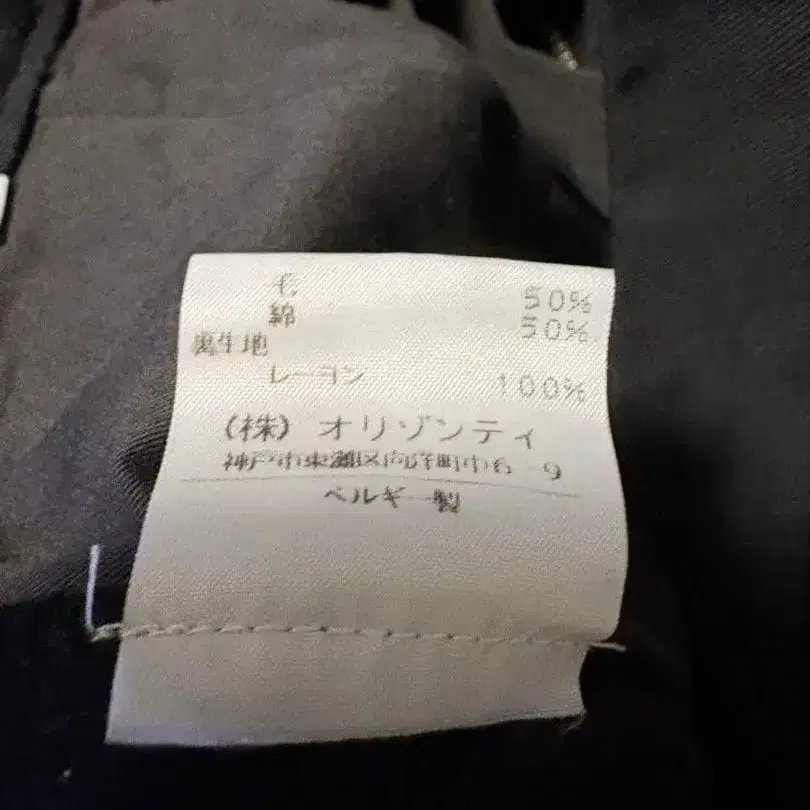 毛 50%
綿 50%
裏生地
レーヨン 100%
(株) オリゾンティ
神戸市東灘区向洋町中6-9
ベルギー製